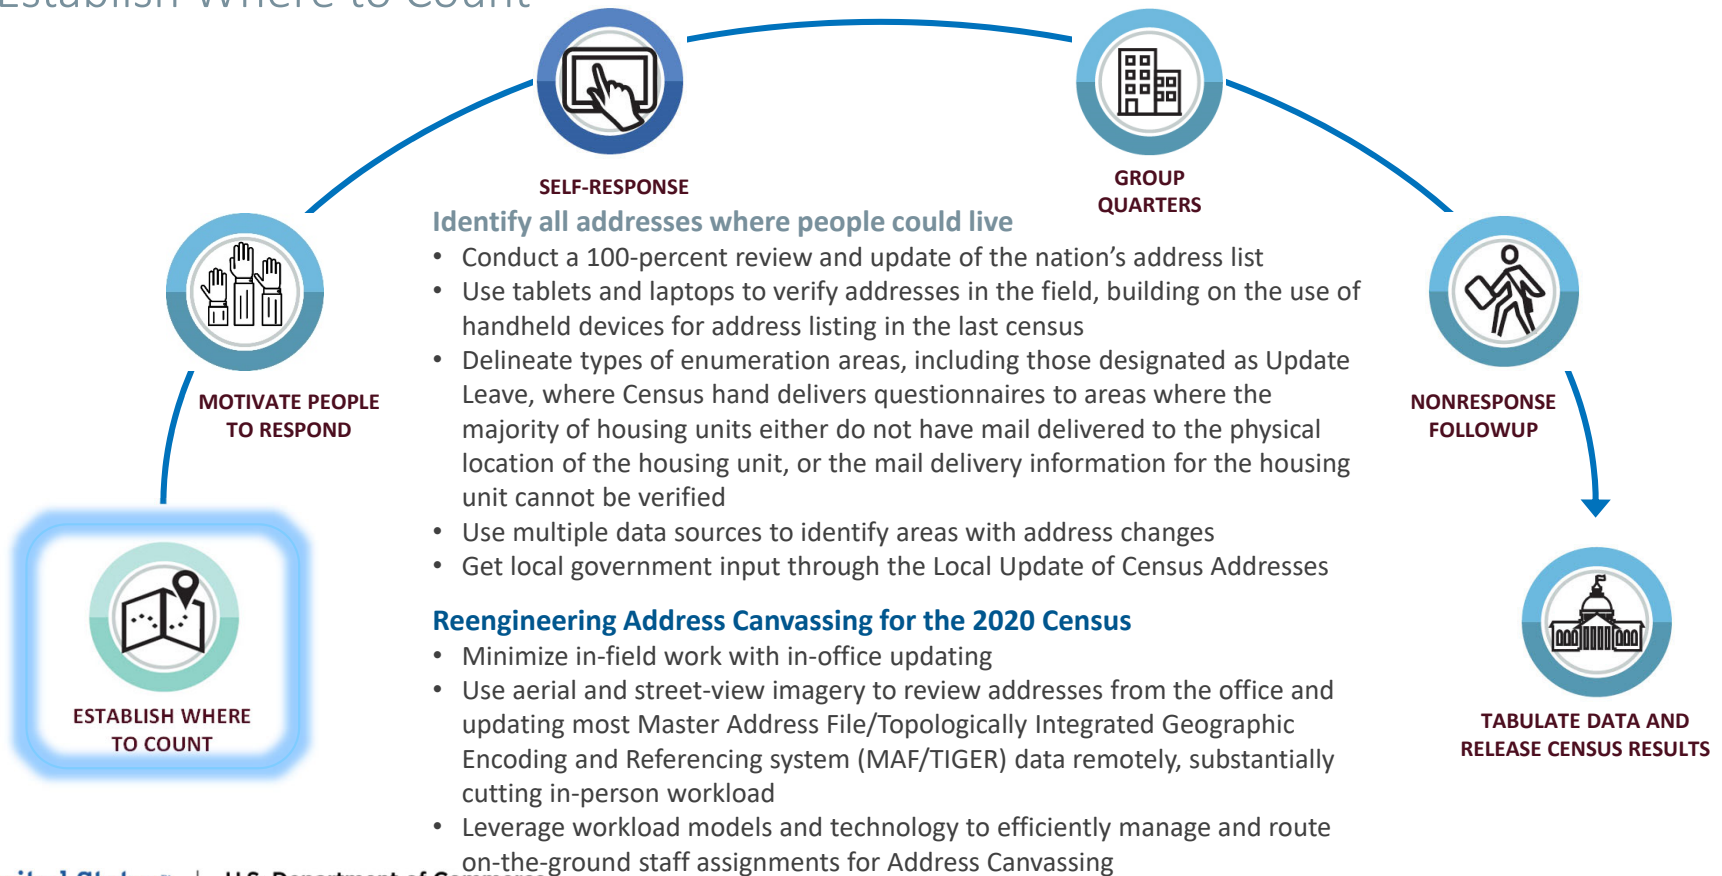 Establish Where to Count
SELF-RESPONSE
GROUP
QUARTERS
MOTIVATE PEOPLE
TO RESPOND
NONRESPONSE
FOLLOWUP
ESTABLISH WHERE
TO COUNT
TABULATE DATA AND
RELEASE CENSUS RESULTS
Identify all addresses where people could live
• Conduct a 100-percent review and update of the nation's address list
• Use tablets and laptops to verify addresses in the field, building on the use of
handheld devices for address listing in the last census
• Delineate types of enumeration areas, including those designated as Update
Leave, where Census hand delivers questionnaires to areas where the
majority of housing units either do not have mail delivered to the physical
location of the housing unit, or the mail delivery information for the housing
unit cannot be verified
• Use multiple data sources to identify areas with address changes
• Get local government input through the Local Update of Census Addresses
Reengineering Address Canvassing for the 2020 Census
• Minimize in-field work with in-office updating
• Use aerial and street-view imagery to review addresses from the office and
updating most Master Address File/Topologically Integrated Geographic
Encoding and Referencing system (MAF/TIGER) data remotely, substantially
cutting in-person workload
• Leverage workload models and technology to efficiently manage and route
on-the-ground staff assignments for Address Canvassing
U.S. Department of Commerce